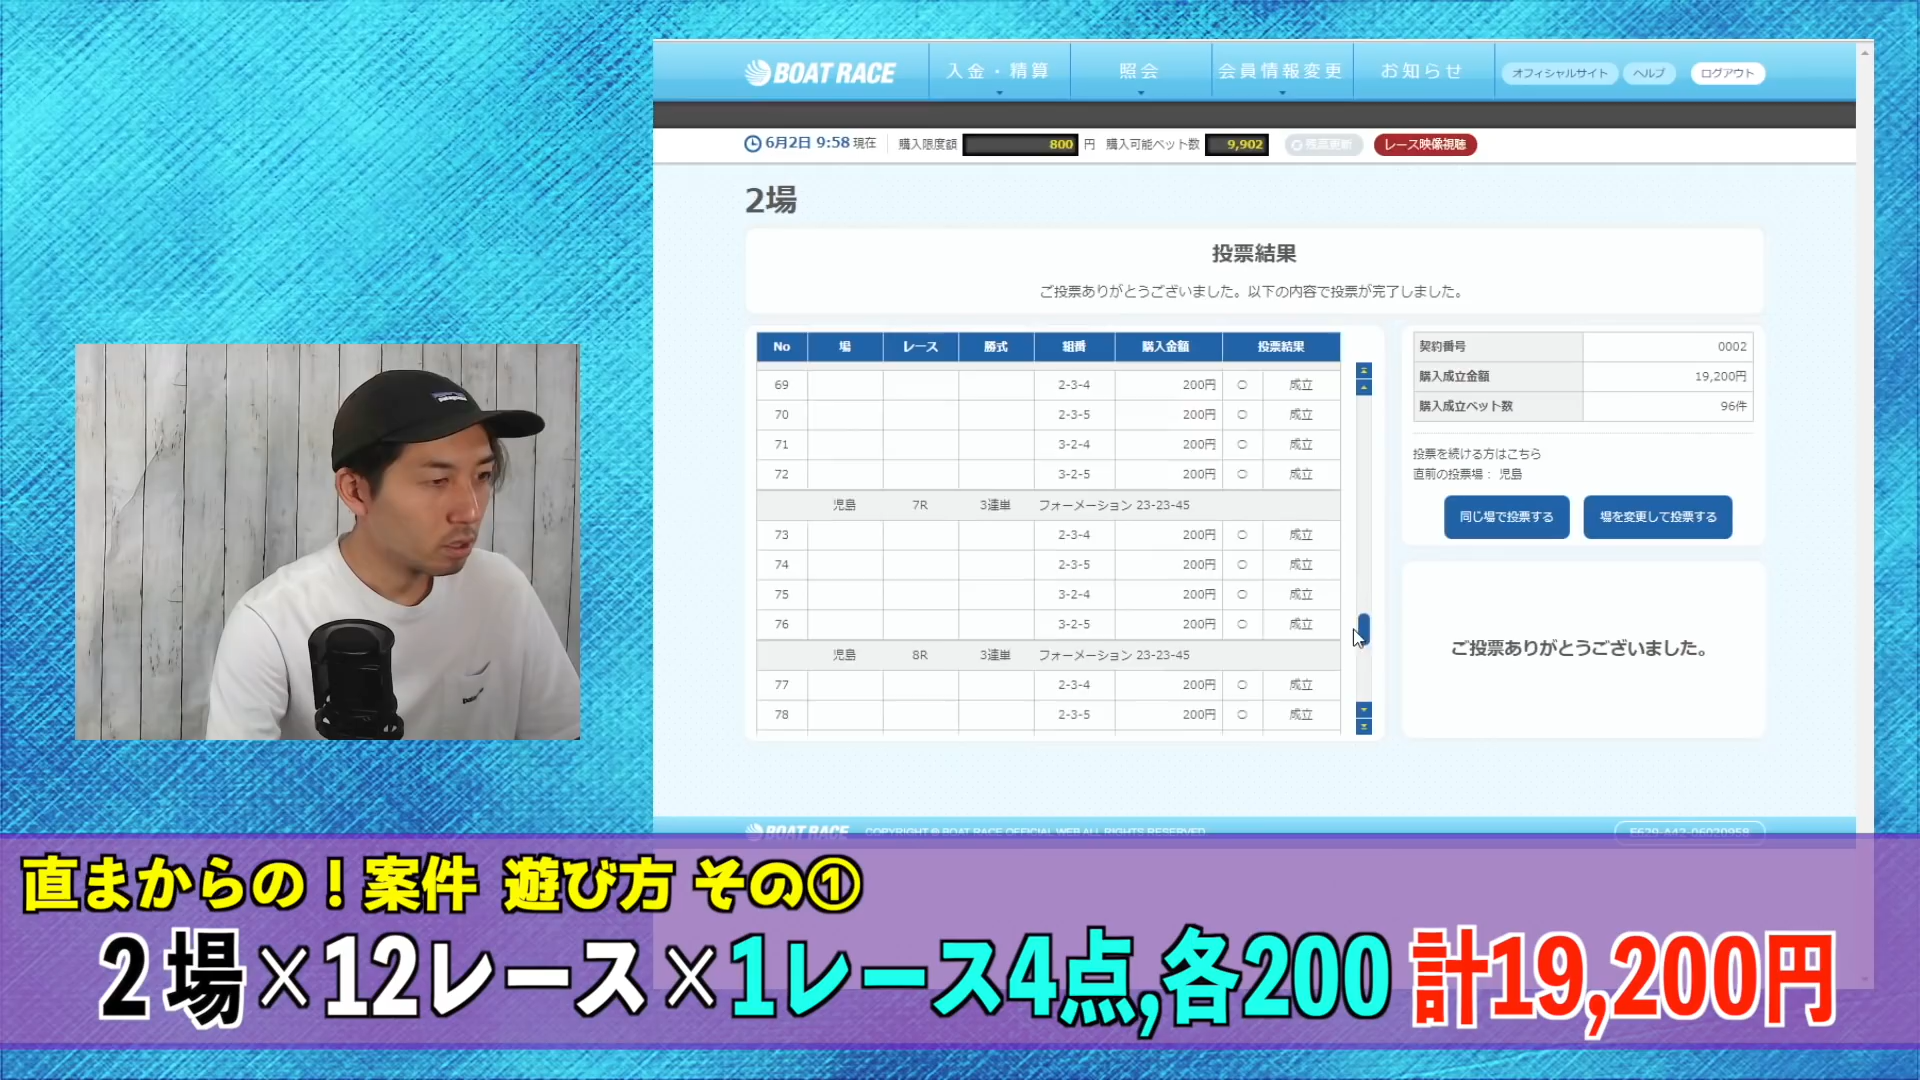 BOAT RACE 入金・精算 照会 会員情報変更 お知らせ オフィシャルサイト ヘルプ ログアウト
6月2日 9:58 現在 購入限度額 800 円 購入可能ベット数 9,902 残高更新 レース映像視聴
2場
投票結果
ご投票ありがとうございました。以下の内容で投票が完了しました。
No 場 レース 勝式 組番 購入金額 投票結果
69 2-3-4 200円 ○ 成立
70 2-3-5 200円 ○ 成立
71 3-2-4 200円 ○ 成立
72 3-2-5 200円 ○ 成立
児島 7R 3連単 フォーメーション 23-23-45
73 2-3-4 200円 ○ 成立
74 2-3-5 200円 ○ 成立
75 3-2-4 200円 ○ 成立
76 3-2-5 200円 ○ 成立
児島 8R 3連単 フォーメーション 23-23-45
77 2-3-4 200円 ○ 成立
78 2-3-5 200円 ○ 成立
契約番号 0002
購入成立金額 19,200円
購入成立ベット数 96件
投票を続ける方はこちら
直前の投票場： 児島
同じ場で投票する 場を変更して投票する
ご投票ありがとうございました。
BOAT RACE COPYRIGHT © BOAT RACE OFFICIAL WEB ALL RIGHTS RESERVED E629-A42-06020958
直まからの！案件 遊び方 その①
2場×12レース×1レース4点,各200 計19,200円